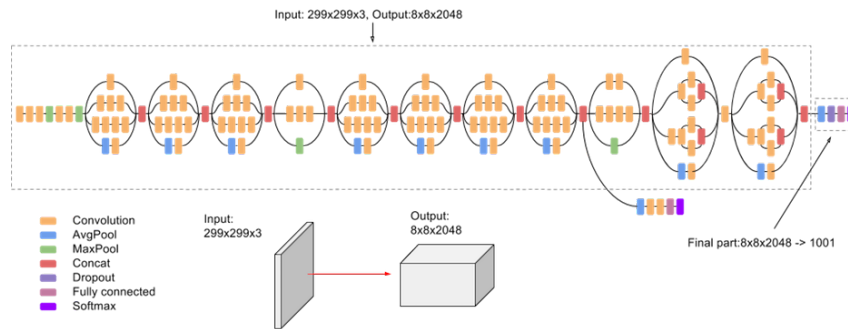 Input: 299x299x3, Output:8x8x2048
Input:
299x299x3
Output:
8x8x2048
Final part:8x8x2048 -> 1001
Convolution
AvgPool
MaxPool
Concat
Dropout
Fully connected
Softmax